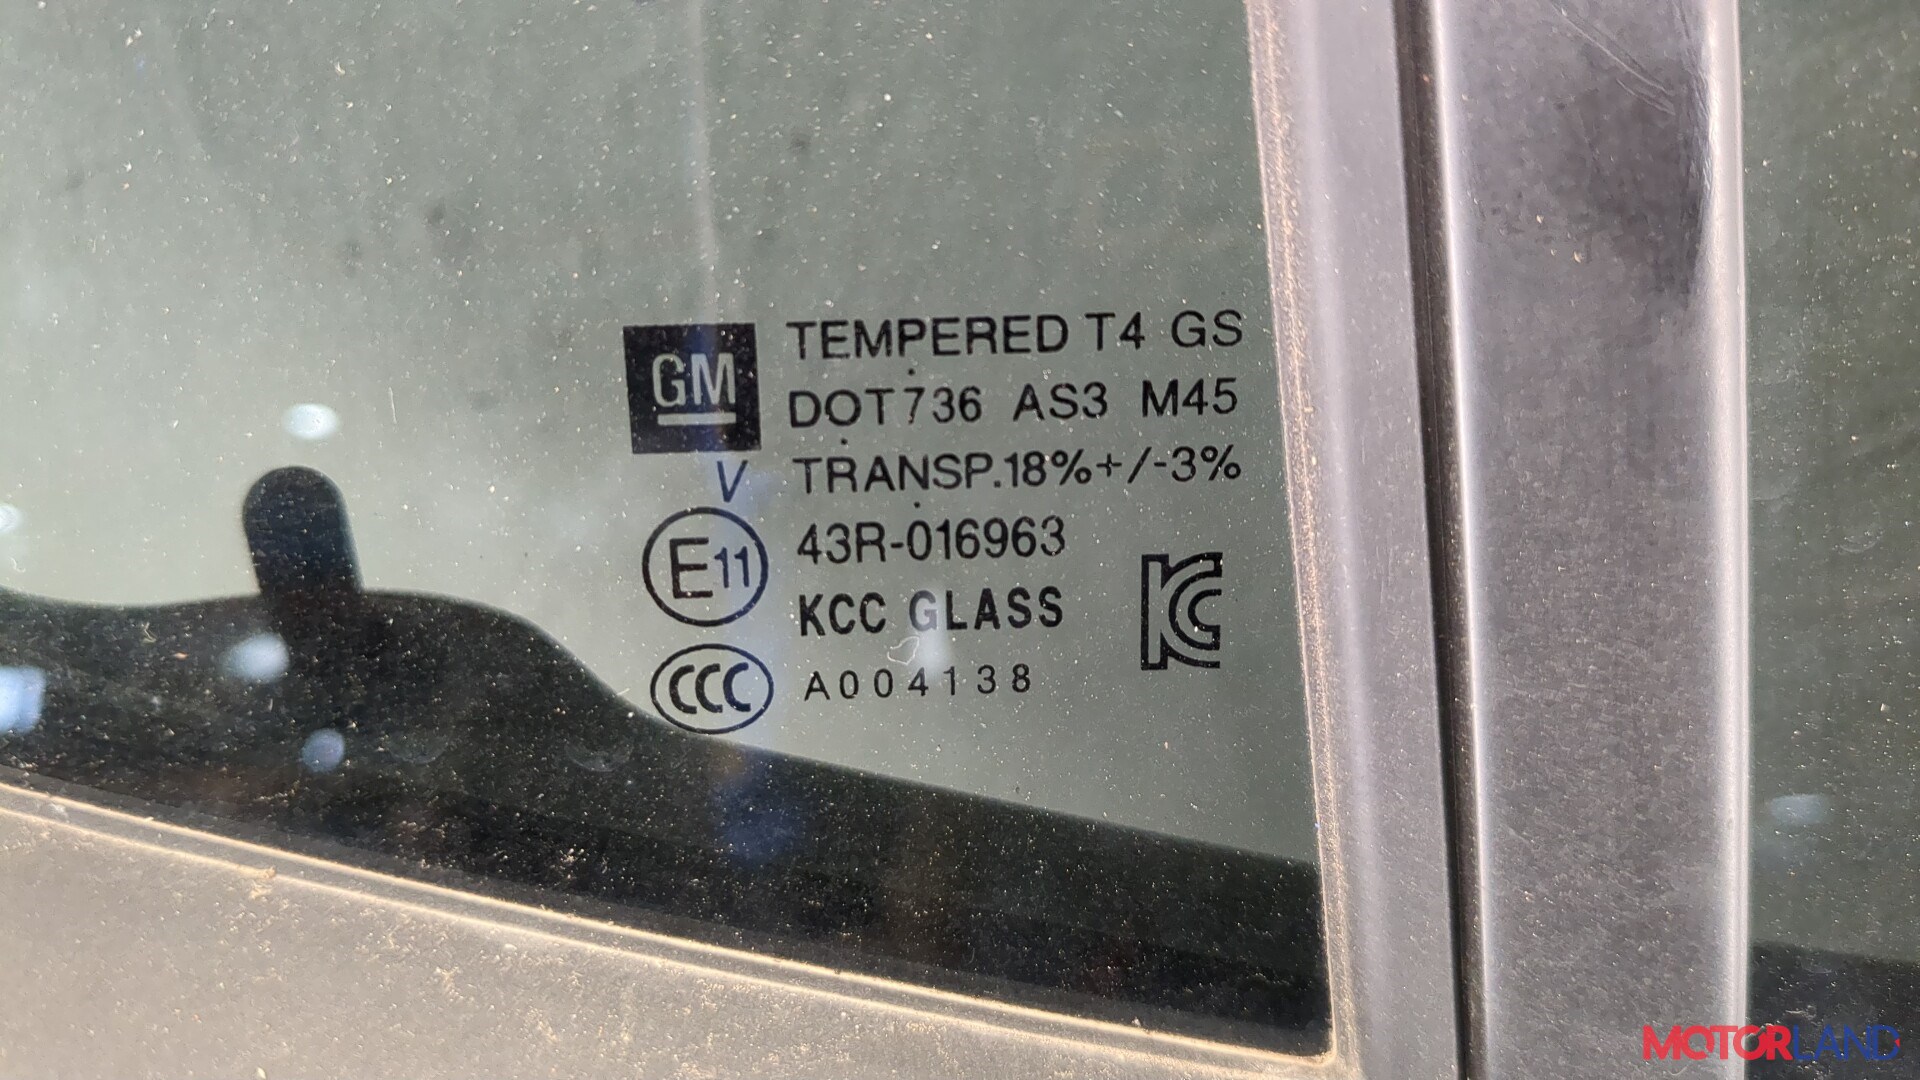 GM
TEMPERED T4 GS
DOT736 AS3 M45
V TRANSP.18%+/-3%
E11 43R-016963
KCC GLASS
KC
CCC A004138
MOTORLAND